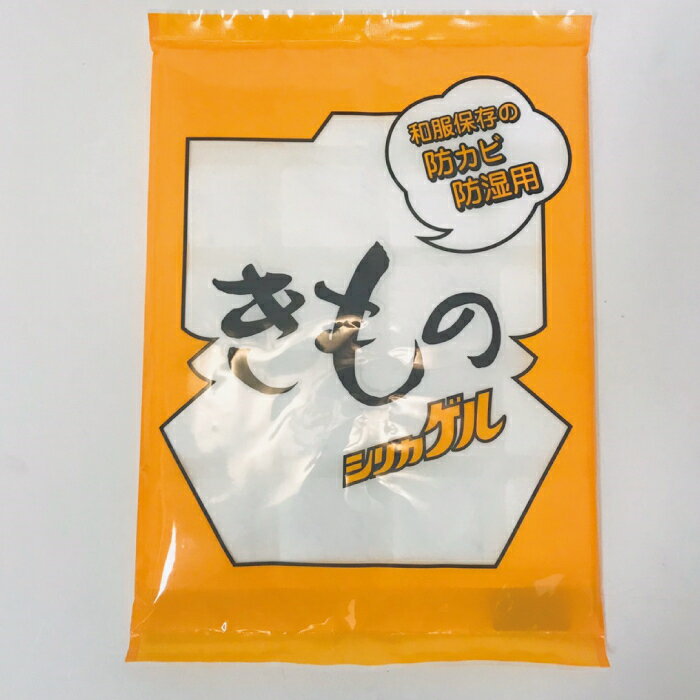 和服保存の
防カビ
防湿用
きもの
シリカゲル